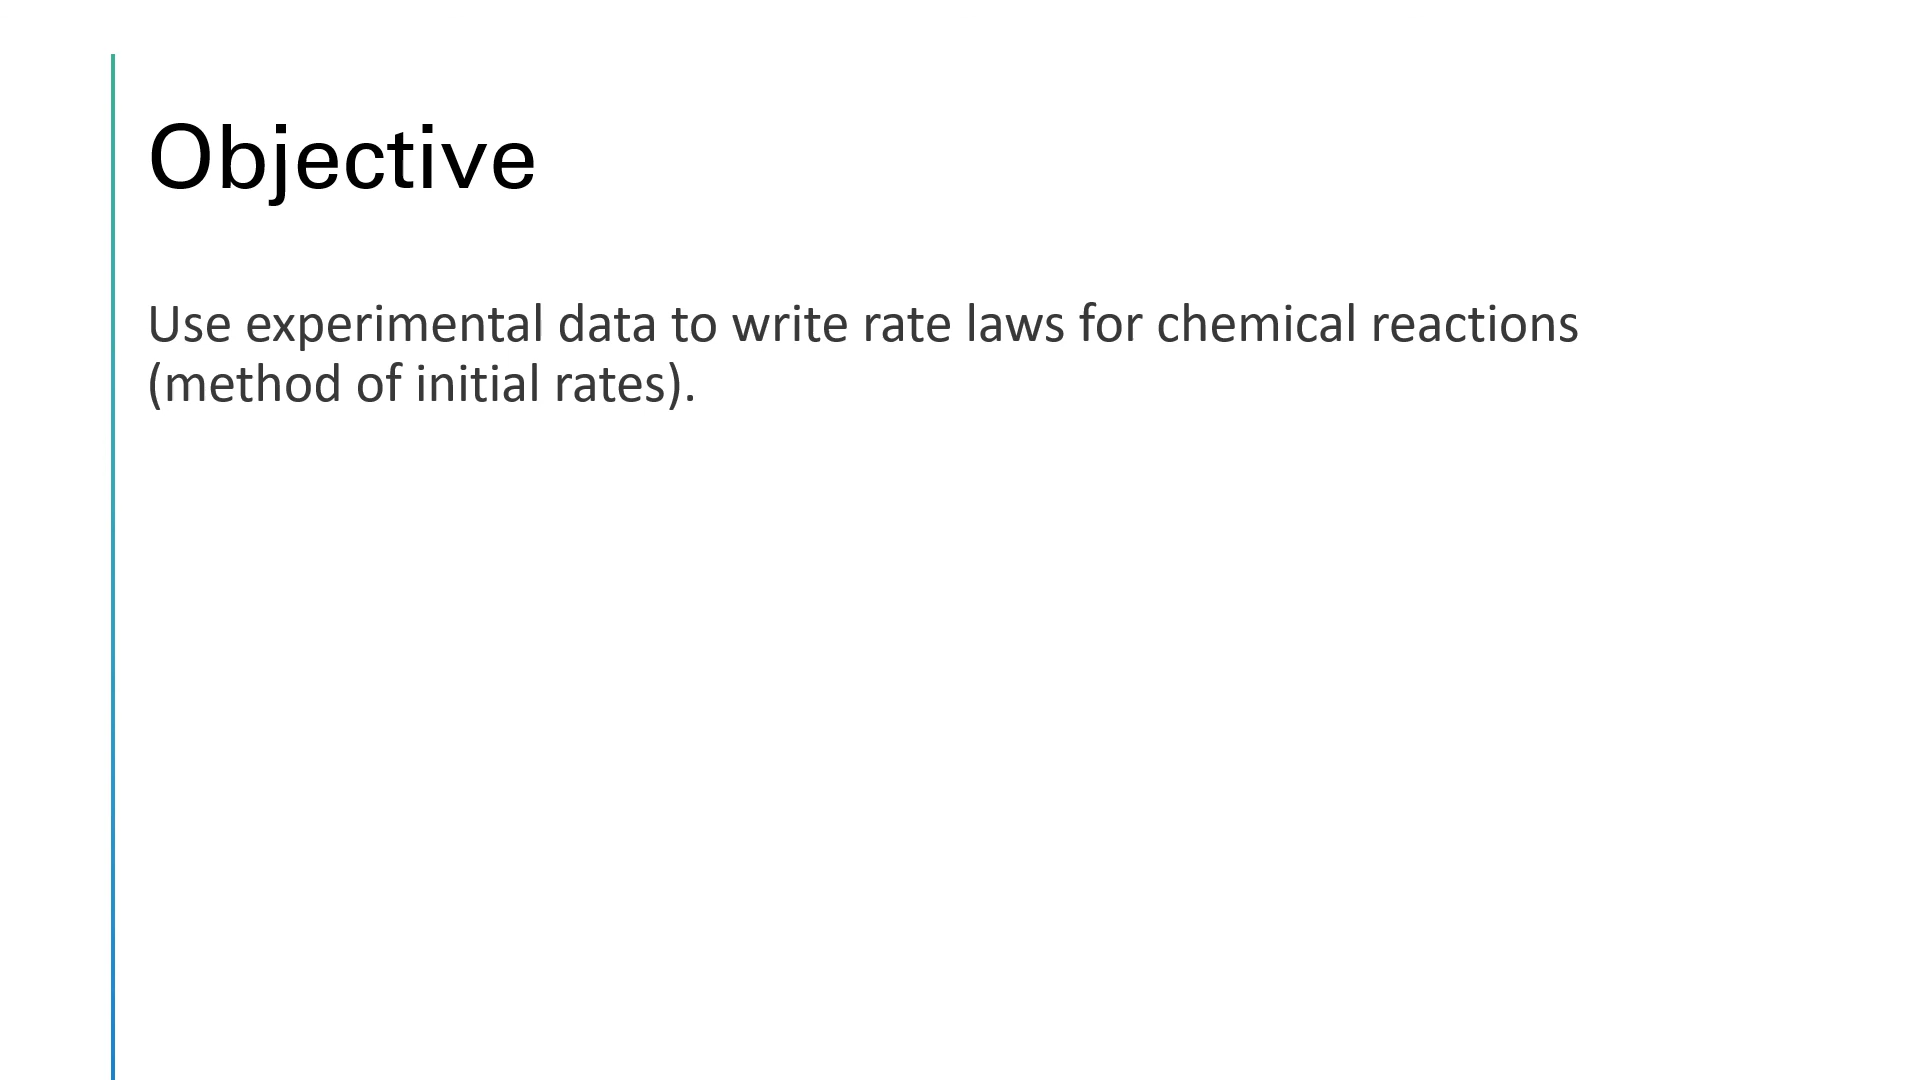 Objective
Use experimental data to write rate laws for chemical reactions
(method of initial rates).